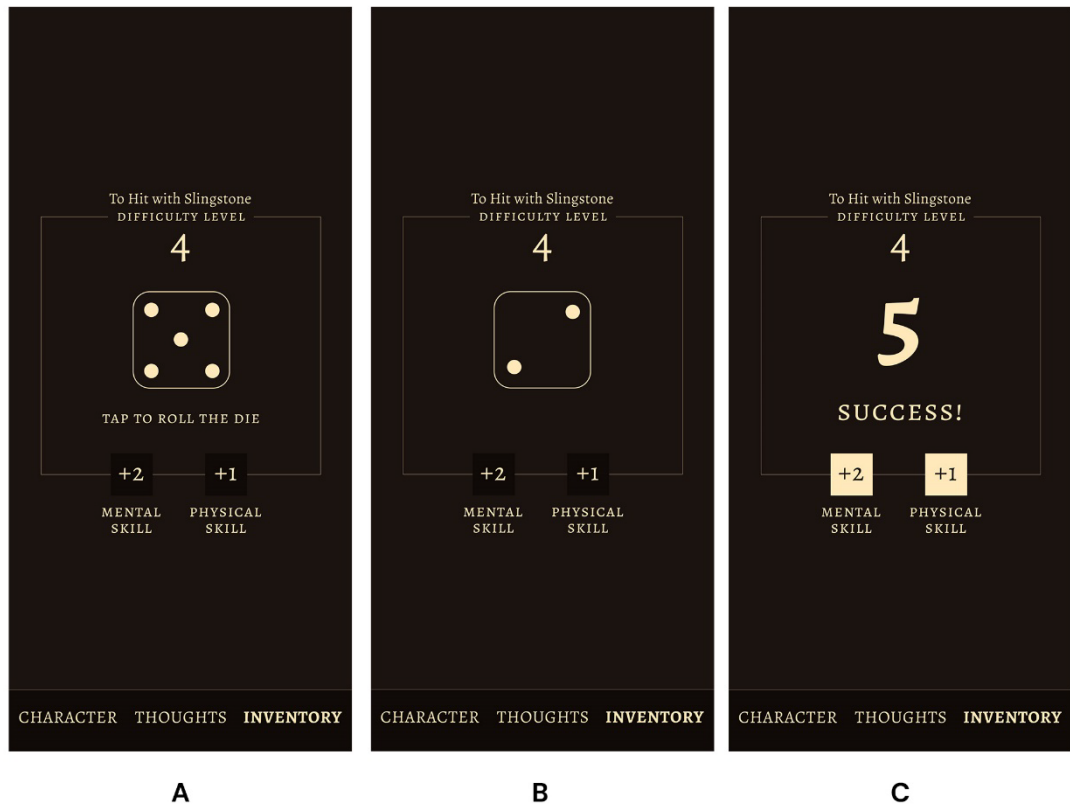 To Hit with Slingstone
DIFFICULTY LEVEL
4
TAP TO ROLL THE DIE
+2 +1
MENTAL PHYSICAL
SKILL SKILL
CHARACTER THOUGHTS INVENTORY
A
To Hit with Slingstone
DIFFICULTY LEVEL
4
+2 +1
MENTAL PHYSICAL
SKILL SKILL
CHARACTER THOUGHTS INVENTORY
B
To Hit with Slingstone
DIFFICULTY LEVEL
4
5
SUCCESS!
+2 +1
MENTAL PHYSICAL
SKILL SKILL
CHARACTER THOUGHTS INVENTORY
C